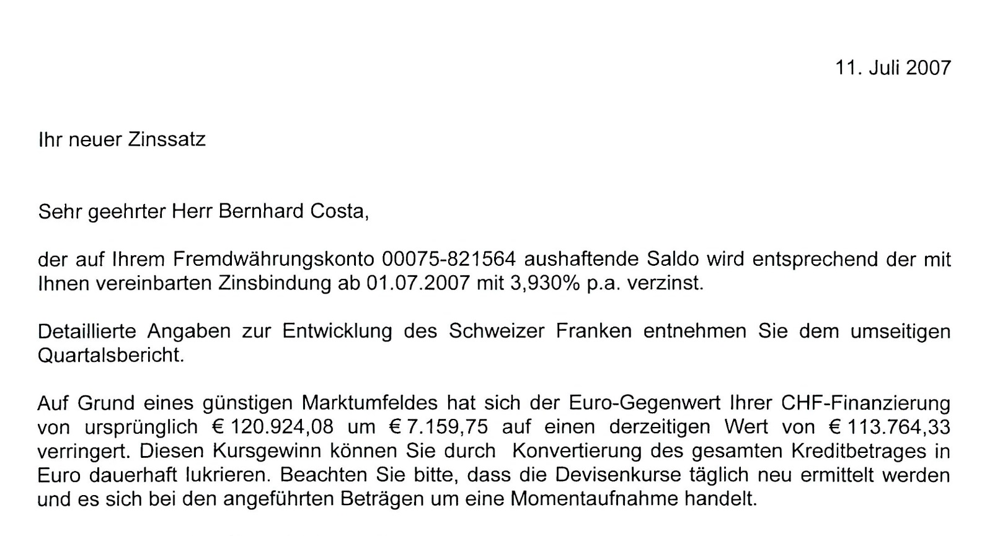 11. Juli 2007
Ihr neuer Zinssatz
Sehr geehrter Herr Bernhard Costa,
der auf Ihrem Fremdwährungskonto 00075-821564 aushaftende Saldo wird entsprechend der mit
Ihnen vereinbarten Zinsbindung ab 01.07.2007 mit 3,930% p.a. verzinst.
Detaillierte Angaben zur Entwicklung des Schweizer Franken entnehmen Sie dem umseitigen
Quartalsbericht.
Auf Grund eines günstigen Marktumfeldes hat sich der Euro-Gegenwert Ihrer CHF-Finanzierung
von ursprünglich € 120.924,08 um € 7.159,75 auf einen derzeitigen Wert von € 113.764,33
verringert. Diesen Kursgewinn können Sie durch Konvertierung des gesamten Kreditbetrages in
Euro dauerhaft lukrieren. Beachten Sie bitte, dass die Devisenkurse täglich neu ermittelt werden
und es sich bei den angeführten Beträgen um eine Momentaufnahme handelt.